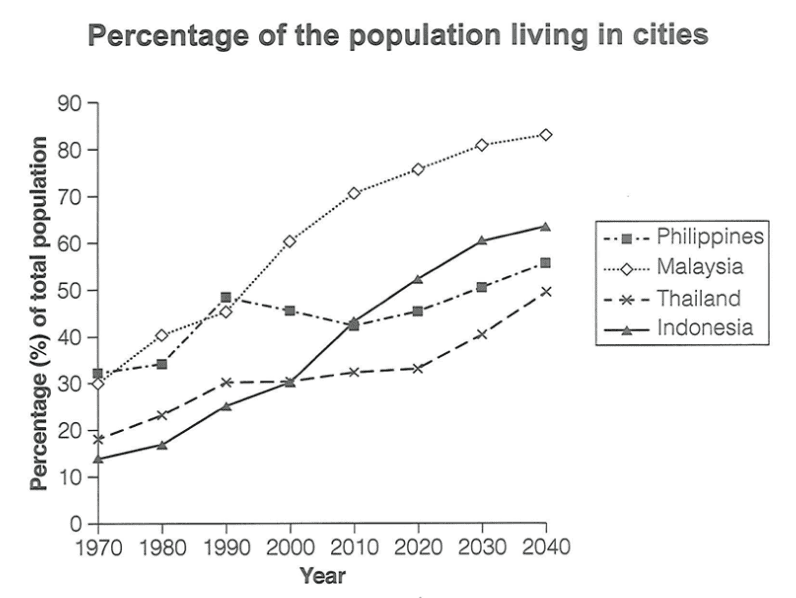 Percentage of the population living in cities
Percentage (%) of total population
90
80
70
60
50
40
30
20
10
0
1970 1980 1990 2000 2010 2020 2030 2040
Year
Philippines
Malaysia
Thailand
Indonesia